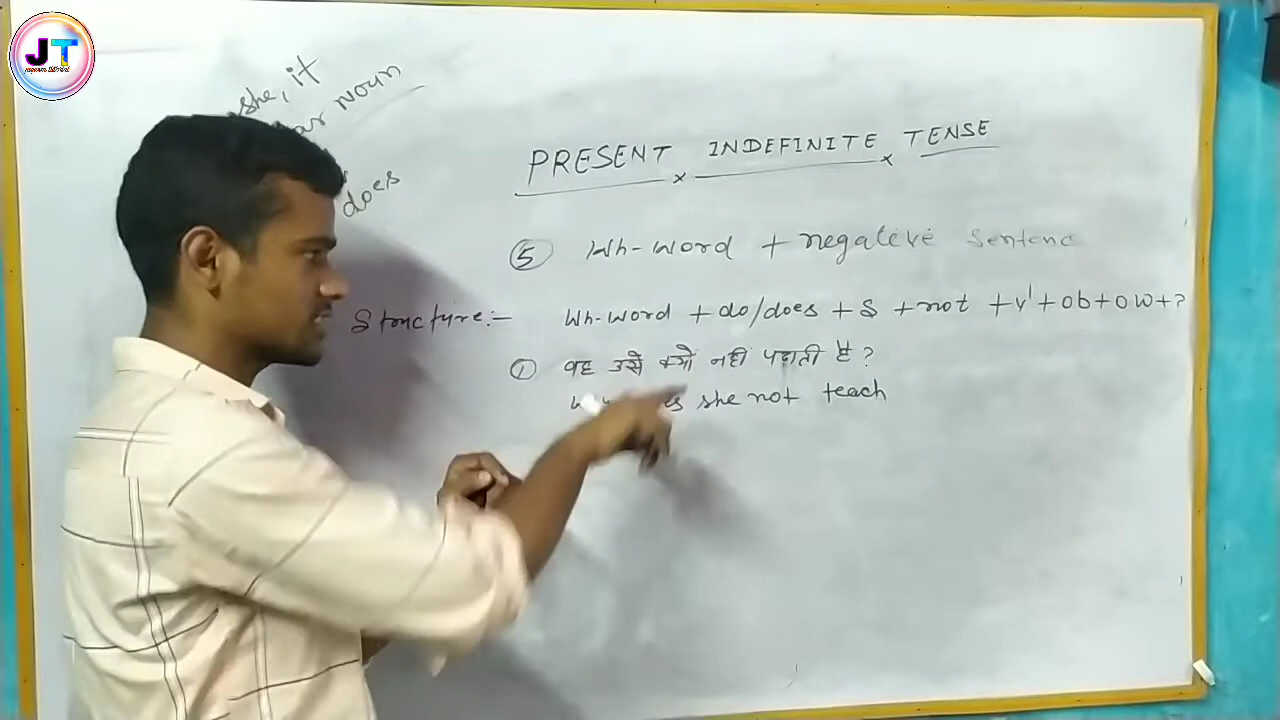 JT
she, it
noun
does
PRESENT INDEFINITE TENSE
⑤ Wh-word + negative sentence
Structure:- Wh-word + do/does + S + not + V¹ + ob + ow + ?
① वह उसे क्यो नहीं पढ़ाती है ?
she not teach